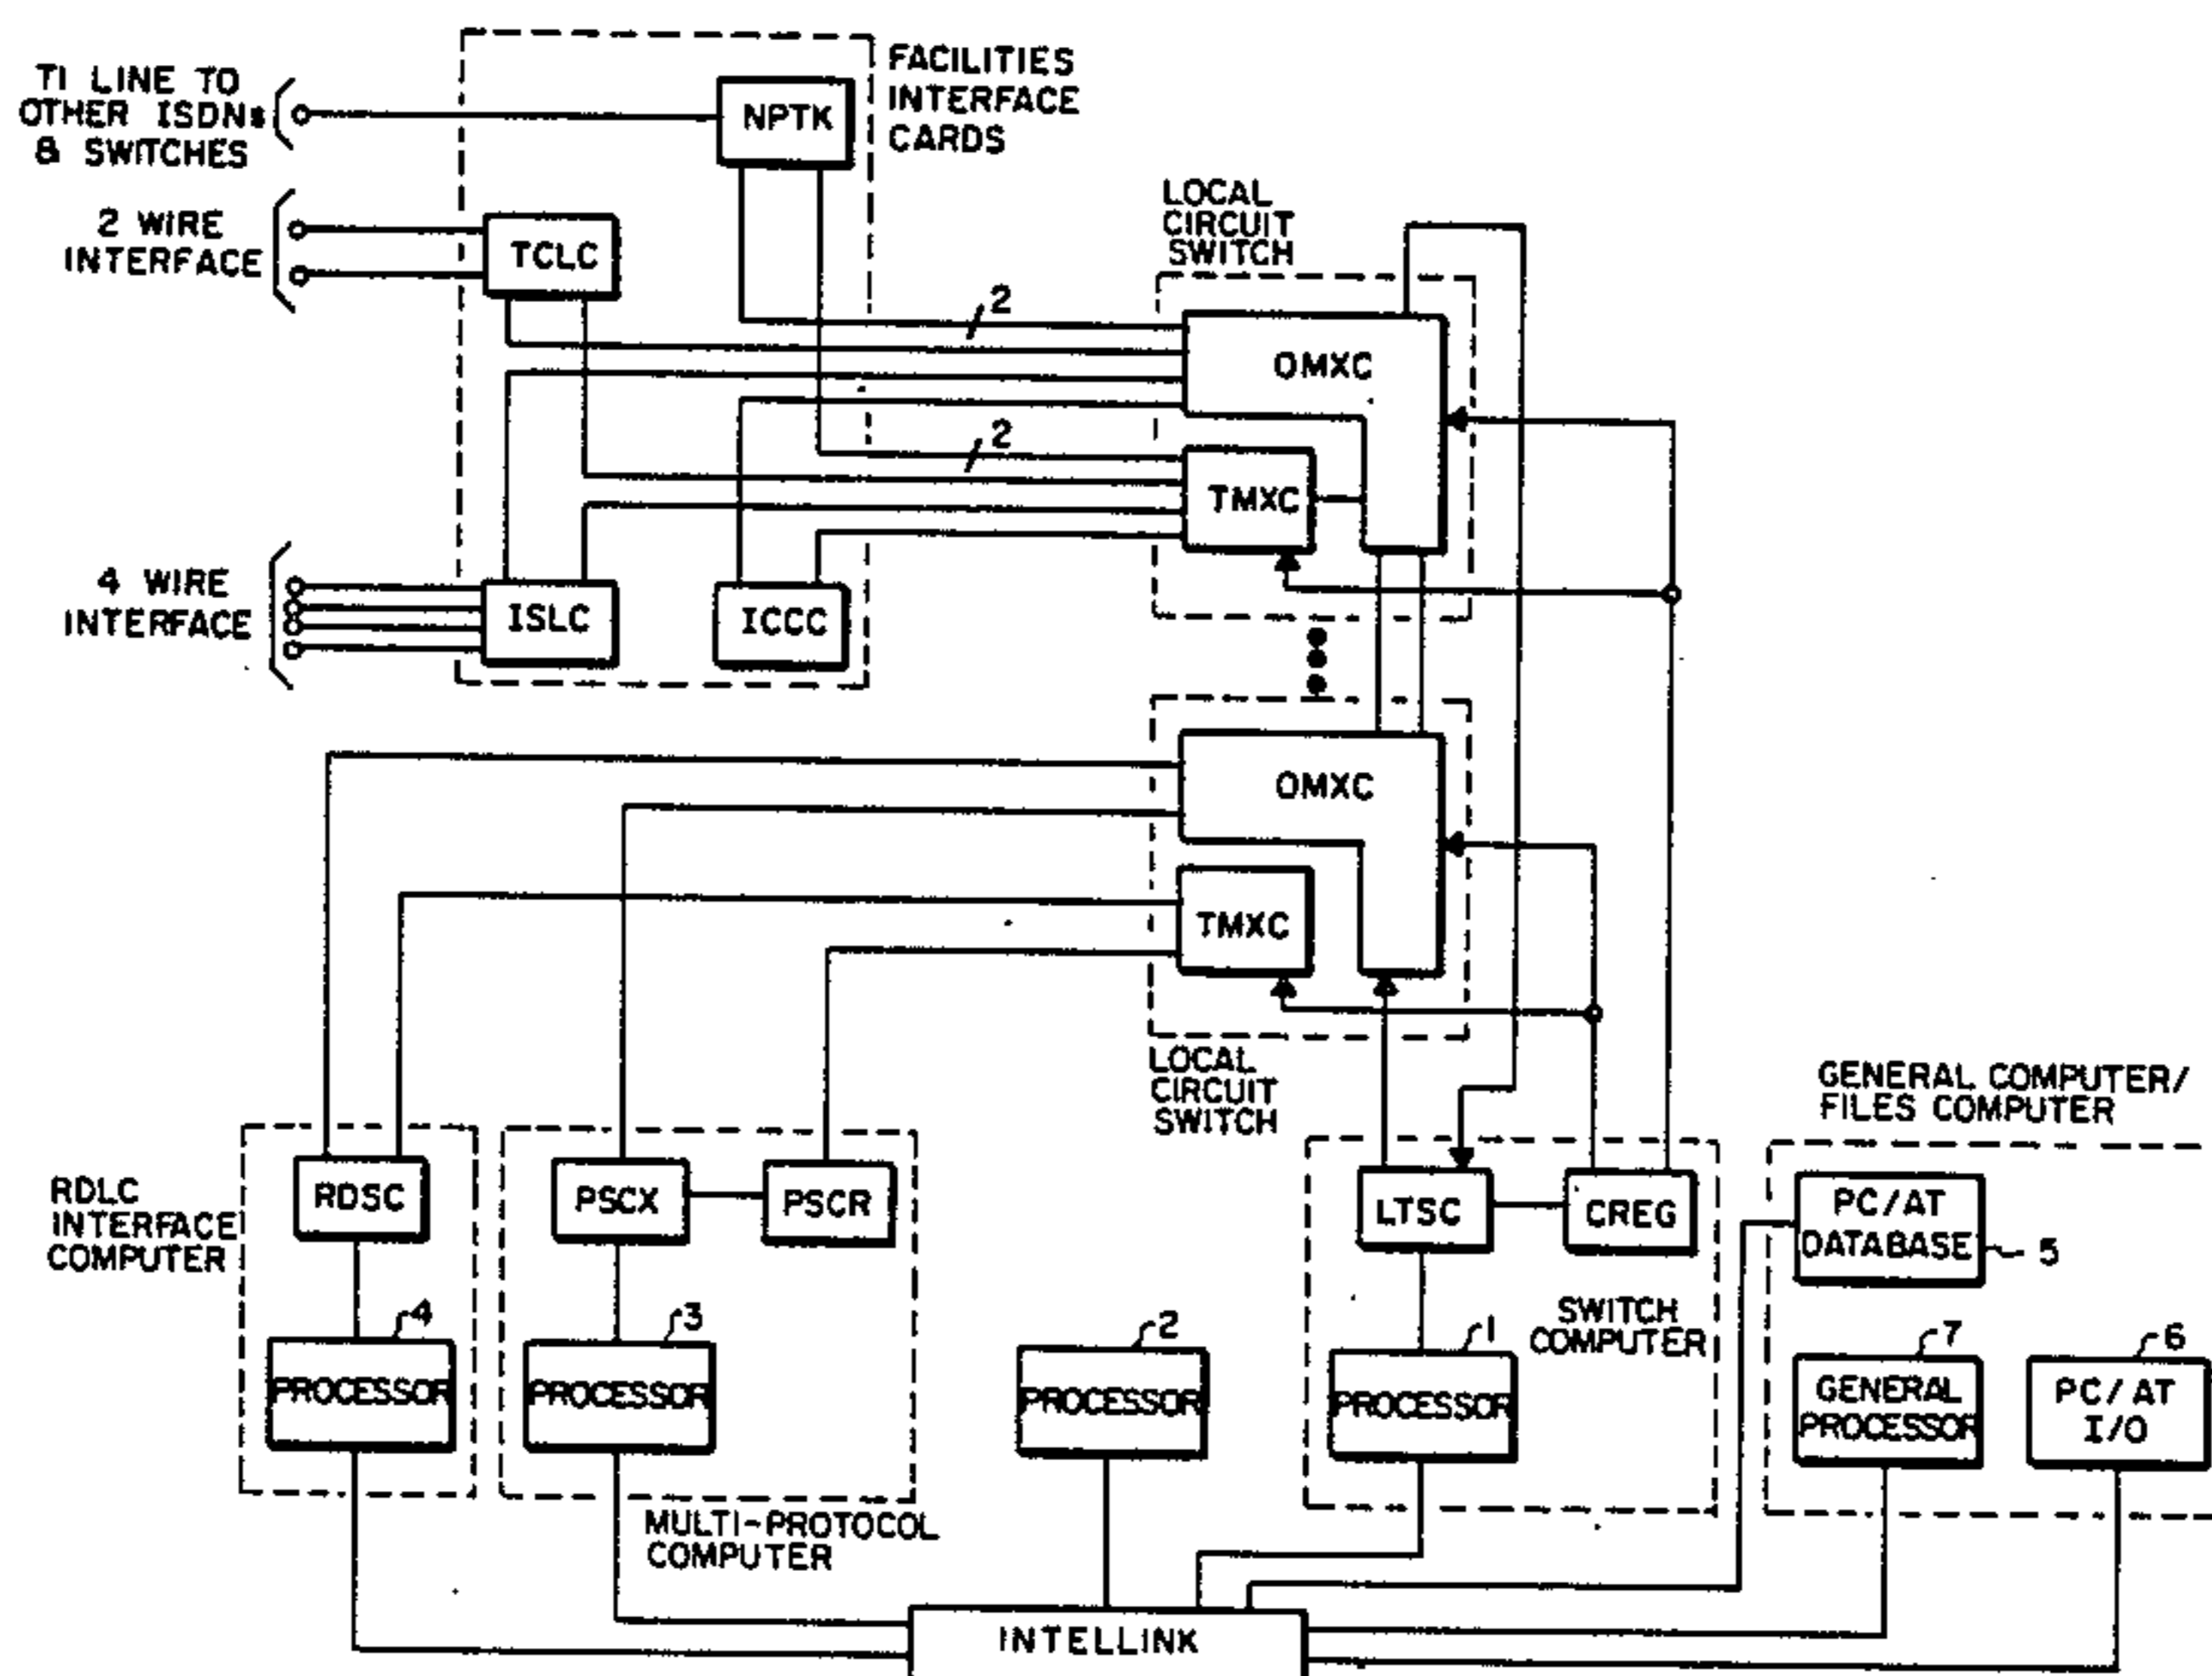 T1 LINE TO
OTHER ISDNs
& SWITCHES
FACILITIES
INTERFACE
CARDS
NPTK
2 WIRE
INTERFACE
TCLC
LOCAL
CIRCUIT
SWITCH
2
OMXC
2
TMXC
4 WIRE
INTERFACE
ISLC
ICCC
OMXC
TMXC
LOCAL
CIRCUIT
SWITCH
GENERAL COMPUTER/
FILES COMPUTER
RDLC
INTERFACE
COMPUTER
RDSC
PSCX
PSCR
LTSC
CREG
PC/AT
DATABASE
5
SWITCH
COMPUTER
4
PROCESSOR
3
PROCESSOR
2
PROCESSOR
1
PROCESSOR
7
GENERAL
PROCESSOR
6
PC/AT
I/O
MULTI-PROTOCOL
COMPUTER
INTELLINK